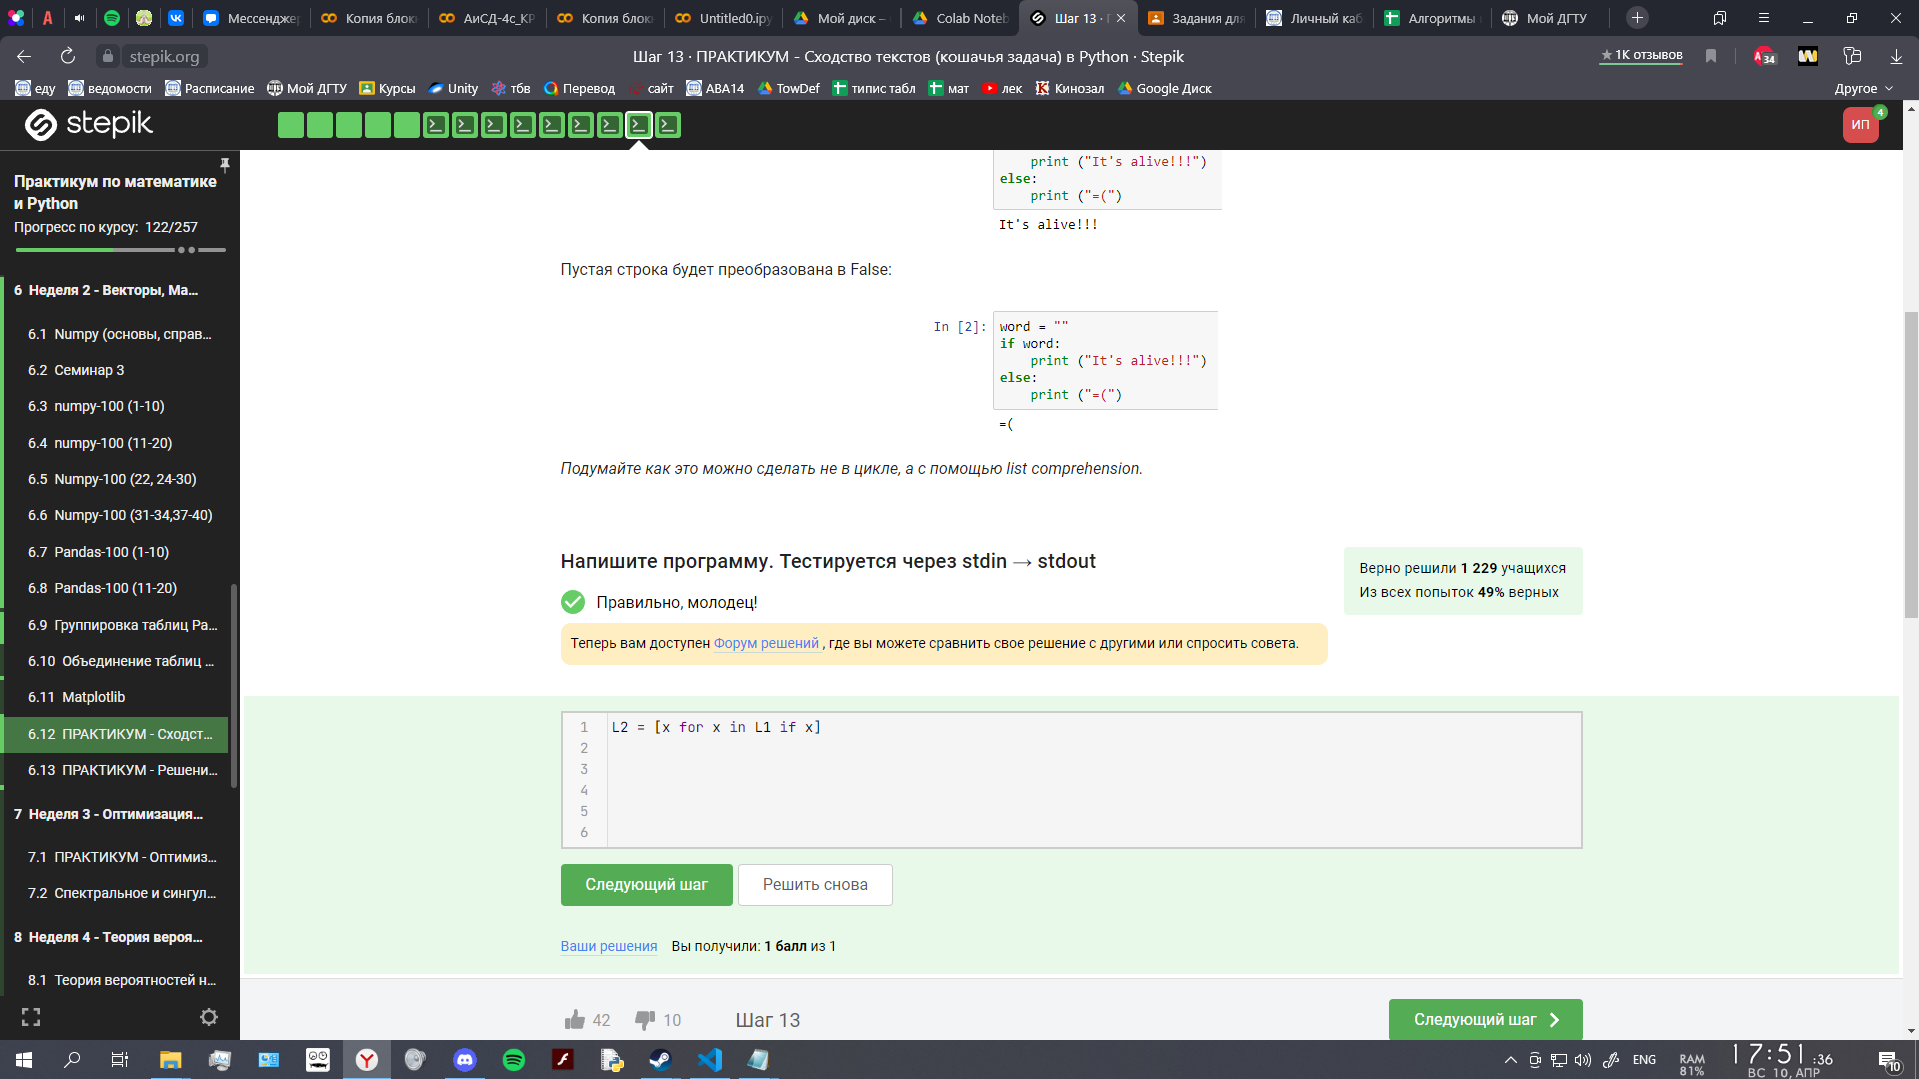 Мессендже
Копия блок
АиСД-4с_КР
Копия блок
Untitled0.ipy
Мой диск –
Colab Noteb
Шаг 13 · П
Задания для
Личный каб
Алгоритмы
Мой ДГТУ
stepik.org
Шаг 13 · ПРАКТИКУМ - Сходство текстов (кошачья задача) в Python · Stepik
★ 1К отзывов
34
еду
ведомости
Расписание
Мой ДГТУ
Курсы
Unity
тбв
Перевод
сайт
АВА14
TowDef
типис табл
мат
лек
Кинозал
Google Диск
Другое
stepik
ИП
4
Практикум по математике
и Python
Прогресс по курсу: 122/257
6 Неделя 2 - Векторы, Ма...
6.1 Numpy (основы, справ...
6.2 Семинар 3
6.3 numpy-100 (1-10)
6.4 numpy-100 (11-20)
6.5 Numpy-100 (22, 24-30)
6.6 Numpy-100 (31-34,37-40)
6.7 Pandas-100 (1-10)
6.8 Pandas-100 (11-20)
6.9 Группировка таблиц Pa...
6.10 Объединение таблиц ...
6.11 Matplotlib
6.12 ПРАКТИКУМ - Сходст...
6.13 ПРАКТИКУМ - Решени...
7 Неделя 3 - Оптимизация...
7.1 ПРАКТИКУМ - Оптимиз...
7.2 Спектральное и сингул...
8 Неделя 4 - Теория вероя...
8.1 Теория вероятностей н...
print ("It's alive!!!")
else:
print ("=(")
It's alive!!!
Пустая строка будет преобразована в False:
In [2]:
word = ""
if word:
print ("It's alive!!!")
else:
print ("=(")
=(
Подумайте как это можно сделать не в цикле, а с помощью list comprehension.
Напишите программу. Тестируется через stdin → stdout
Правильно, молодец!
Теперь вам доступен Форум решений , где вы можете сравнить свое решение с другими или спросить совета.
Верно решили 1 229 учащихся
Из всех попыток 49% верных
1 L2 = [x for x in L1 if x]
2
3
4
5
6
Следующий шаг
Решить снова
Ваши решения Вы получили: 1 балл из 1
42
10
Шаг 13
Следующий шаг
ENG
RAM
81%
17:51:36
ВС 10, АПР
10